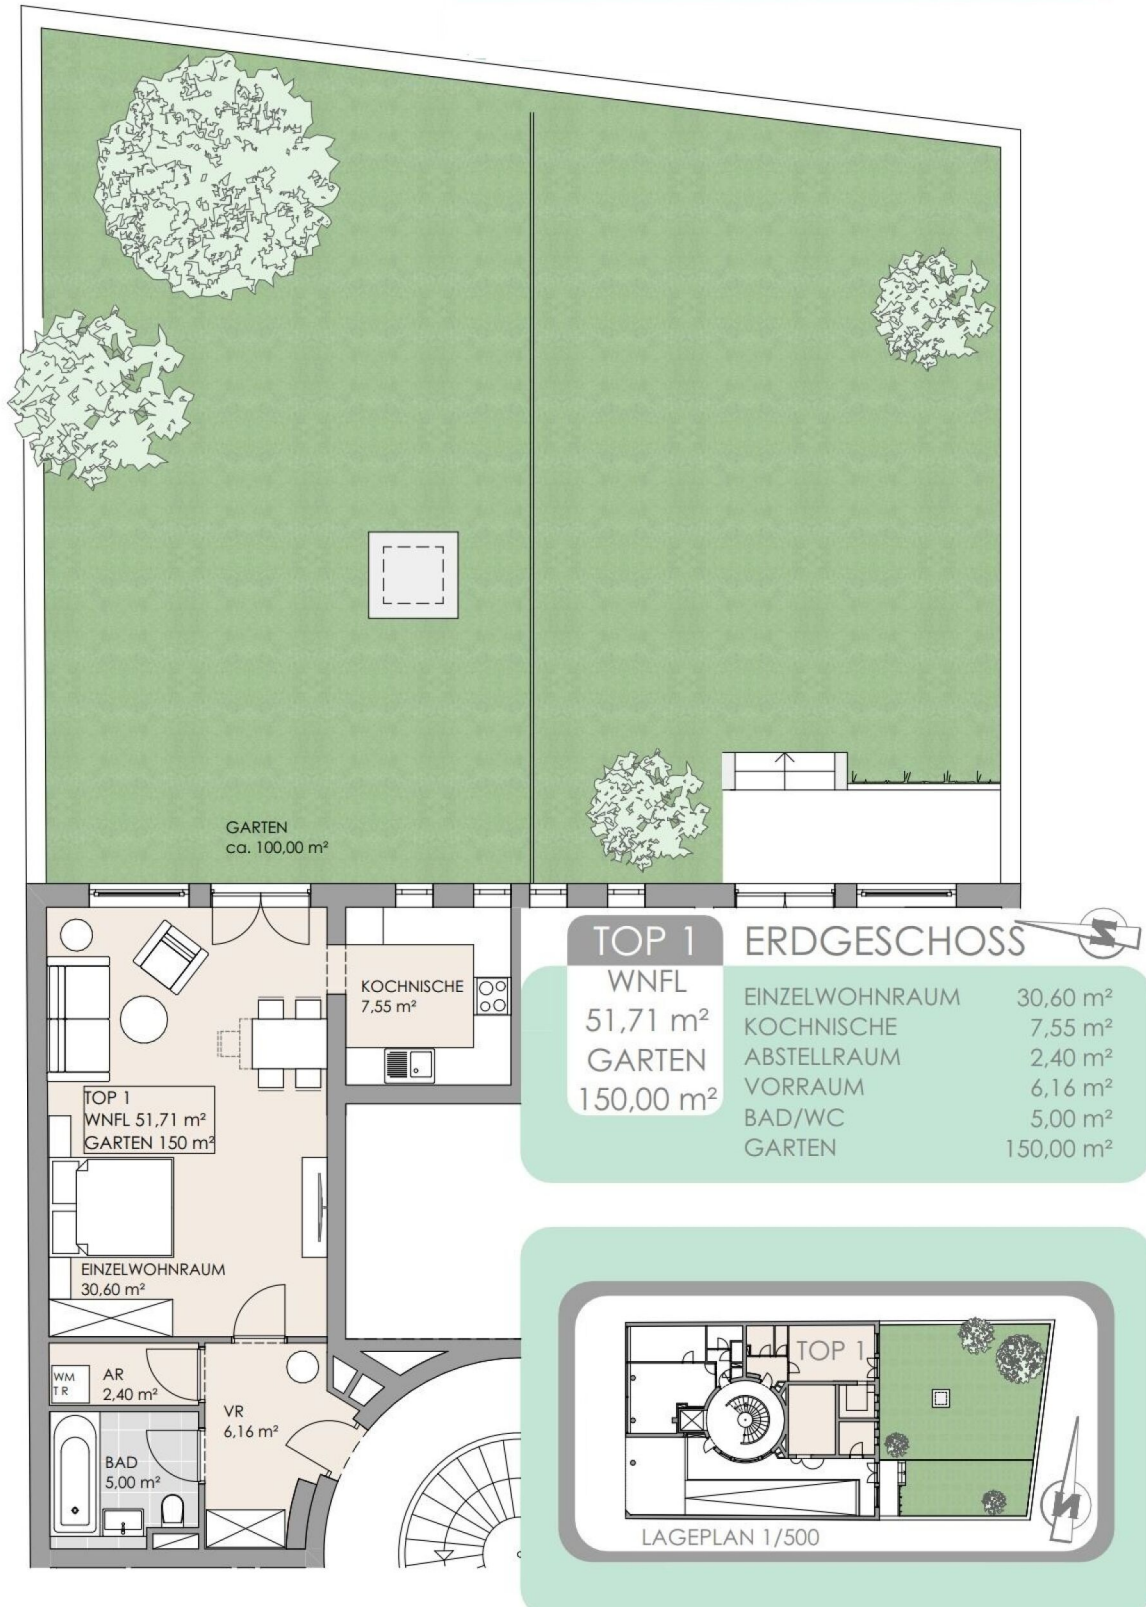 GARTEN
ca. 100,00 m²
KOCHNISCHE
7,55 m²
TOP 1
WNFL 51,71 m²
GARTEN 150 m²
EINZELWOHNRAUM
30,60 m²
WM
T R
AR
2,40 m²
VR
6,16 m²
BAD
5,00 m²
TOP 1
WNFL
51,71 m²
GARTEN
150,00 m²
ERDGESCHOSS
N
EINZELWOHNRAUM 30,60 m²
KOCHNISCHE 7,55 m²
ABSTELLRAUM 2,40 m²
VORRAUM 6,16 m²
BAD/WC 5,00 m²
GARTEN 150,00 m²
TOP 1
N
LAGEPLAN 1/500